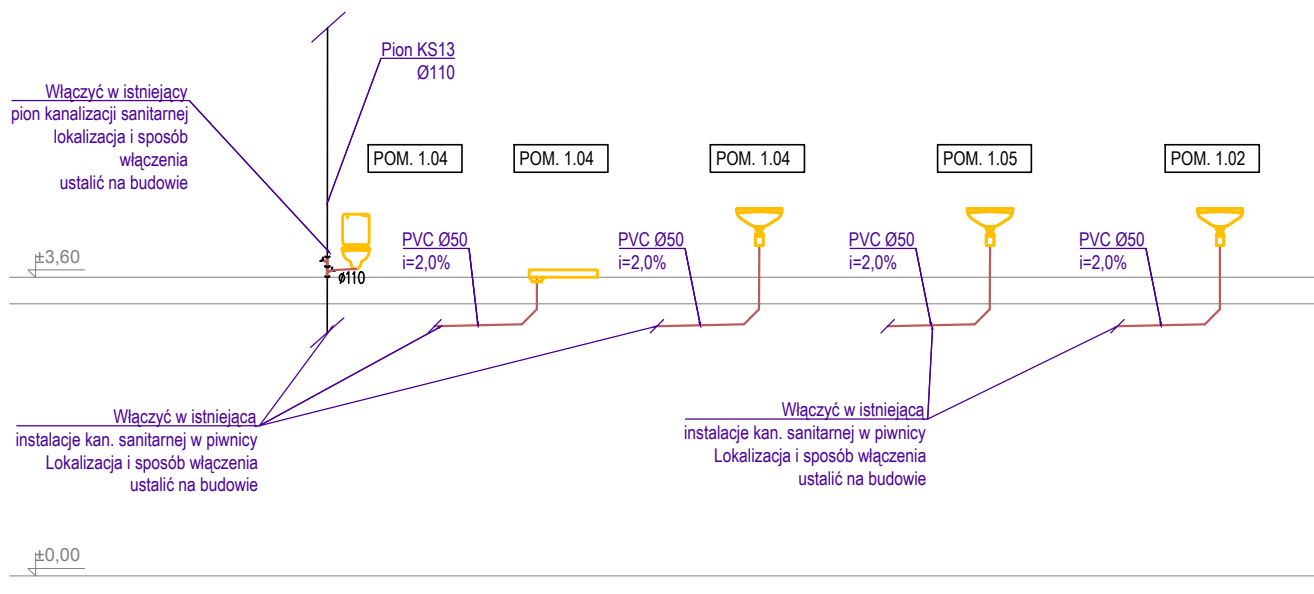 Pion KS13
Ø110
Włączyć w istniejący
pion kanalizacji sanitarnej
lokalizacja i sposób
włączenia
ustalić na budowie
POM. 1.04
POM. 1.04
POM. 1.04
POM. 1.05
POM. 1.02
±3,60
ø110
PVC Ø50
i=2,0%
PVC Ø50
i=2,0%
PVC Ø50
i=2,0%
PVC Ø50
i=2,0%
Włączyć w istniejąca
instalacje kan. sanitarnej w piwnicy
Lokalizacja i sposób włączenia
ustalić na budowie
Włączyć w istniejąca
instalacje kan. sanitarnej w piwnicy
Lokalizacja i sposób włączenia
ustalić na budowie
±0,00